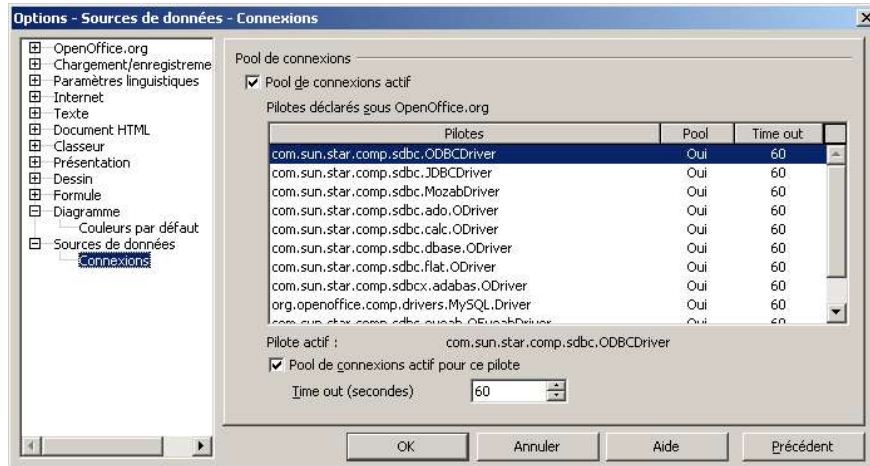 Options - Sources de données - Connexions
OpenOffice.org
Chargement/enregistreme
Paramètres linguistiques
Internet
Texte
Document HTML
Classeur
Présentation
Dessin
Formule
Diagramme
Couleurs par défaut
Sources de données
Connexions
Pool de connexions
Pool de connexions actif
Pilotes déclarés sous OpenOffice.org
Pilotes Pool Time out
com.sun.star.comp.sdbc.ODBCDriver Oui 60
com.sun.star.comp.sdbc.JDBCDriver Oui 60
com.sun.star.comp.sdbc.MozabDriver Oui 60
com.sun.star.comp.sdbc.ado.ODriver Oui 60
com.sun.star.comp.sdbc.calc.ODriver Oui 60
com.sun.star.comp.sdbc.dbase.ODriver Oui 60
com.sun.star.comp.sdbc.flat.ODriver Oui 60
com.sun.star.comp.sdbcx.adabas.ODriver Oui 60
org.openoffice.comp.drivers.MySQL.Driver Oui 60
Oui 60
Pilote actif : com.sun.star.comp.sdbc.ODBCDriver
Pool de connexions actif pour ce pilote
Time out (secondes) 60
OK Annuler Aide Précédent